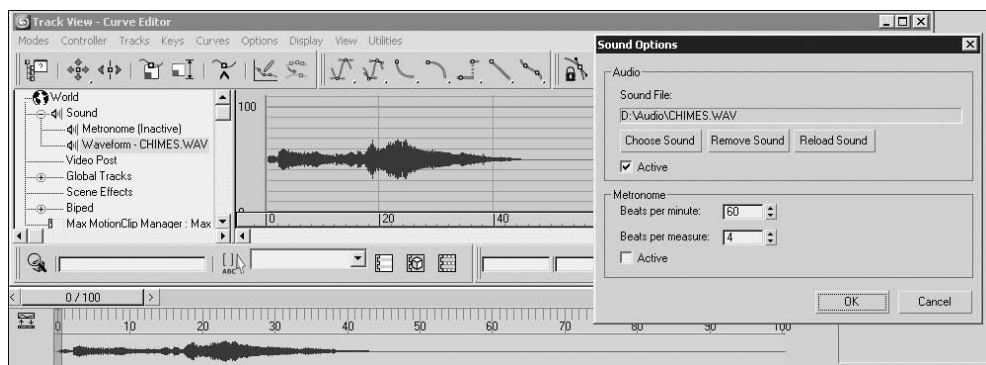 Track View - Curve Editor
Modes Controller Tracks Keys Curves Options Display View Utilities
World
Sound
Metronome (Inactive)
Waveform - CHIMES.WAV
Video Post
Global Tracks
Scene Effects
Biped
Max MotionClip Manager : Max
100
0
0 20 40
ABC
0 / 100
0 10 20 30 40 50 60 70 80 90 100
Sound Options
Audio
Sound File:
D:\Audio\CHIMES.WAV
Choose Sound Remove Sound Reload Sound
Active
Metronome
Beats per minute: 60
Beats per measure: 4
Active
OK Cancel